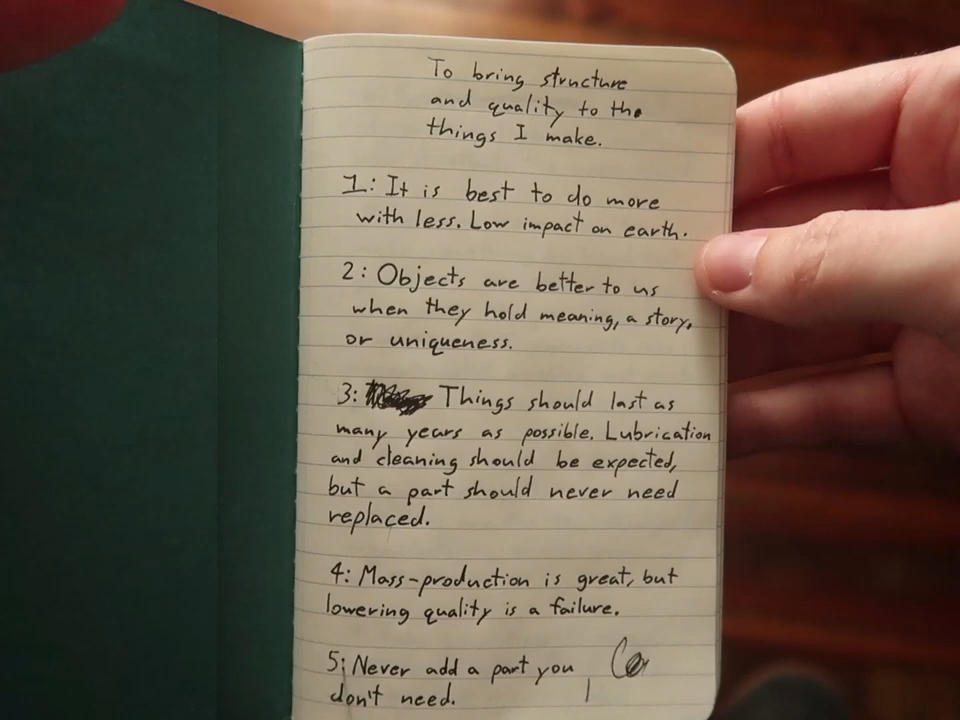 To bring structure
and quality to the
things I make.
1: It is best to do more
with less. Low impact on earth.
2: Objects are better to us
when they hold meaning, a story,
or uniqueness.
3: Things should last as
many years as possible. Lubrication
and cleaning should be expected,
but a part should never need
replaced.
4: Mass-production is great, but
lowering quality is a failure.
5: Never add a part you
don't need.